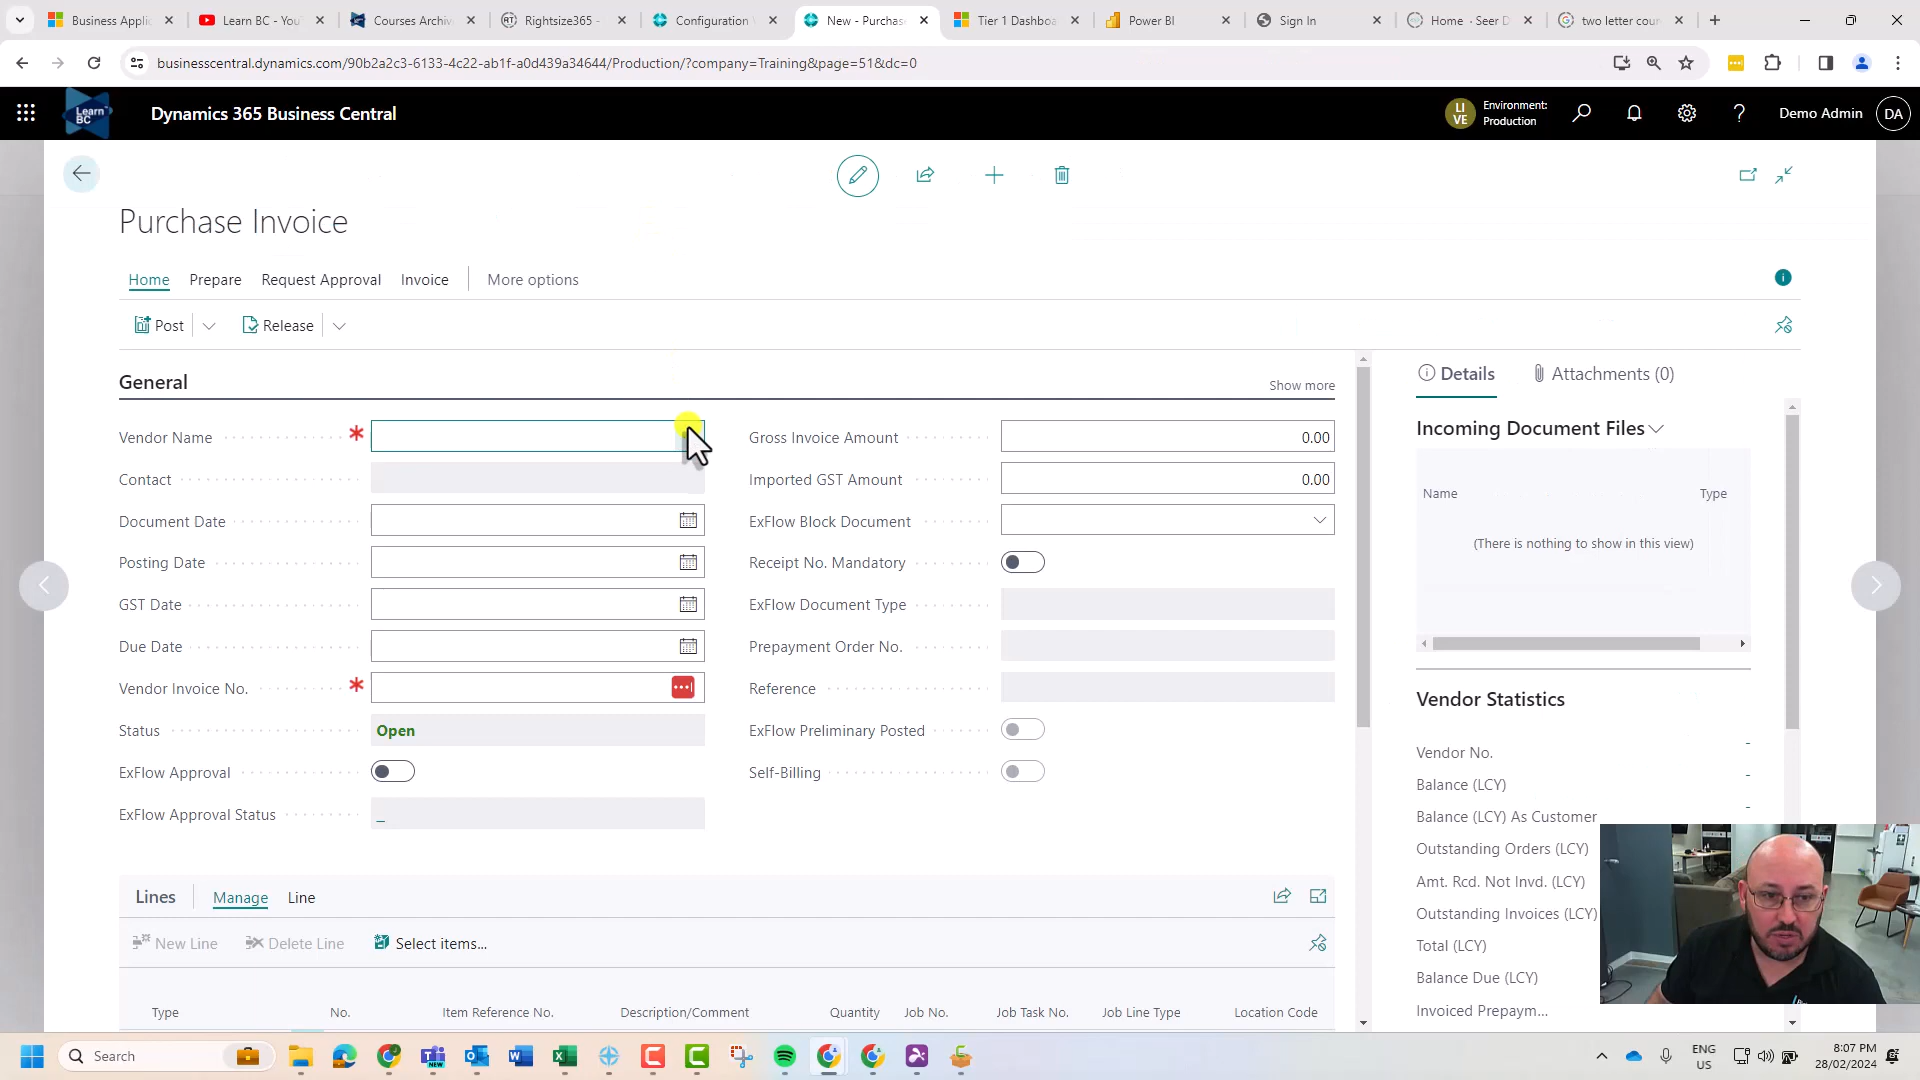 Business Applic
Learn BC - YouT
Courses Archiv
Rightsize365 -
Configuration
New - Purchase
Tier 1 Dashboa
Power BI
Sign In
Home - Seer D
two letter coun
businesscentral.dynamics.com/90b2a2c3-6133-4c22-ab1f-a0d439a34644/Production/?company=Training&page=51&dc=0
Learn BC
Dynamics 365 Business Central
LI VE
Environment:
Production
Demo Admin
DA
Purchase Invoice
Home
Prepare
Request Approval
Invoice
More options
Post
Release
General
Show more
Vendor Name
Gross Invoice Amount
0.00
Contact
Imported GST Amount
0.00
Document Date
ExFlow Block Document
Posting Date
Receipt No. Mandatory
GST Date
ExFlow Document Type
Due Date
Prepayment Order No.
Vendor Invoice No.
Reference
Status
Open
ExFlow Preliminary Posted
ExFlow Approval
Self-Billing
ExFlow Approval Status
_
Lines
Manage
Line
New Line
Delete Line
Select items...
Type
No.
Item Reference No.
Description/Comment
Quantity
Job No.
Job Task No.
Job Line Type
Location Code
Details
Attachments (0)
Incoming Document Files
Name
Type
(There is nothing to show in this view)
Vendor Statistics
Vendor No.
Balance (LCY)
Balance (LCY) As Customer
Outstanding Orders (LCY)
Amt. Rcd. Not Invd. (LCY)
Outstanding Invoices (LCY)
Total (LCY)
Balance Due (LCY)
Invoiced Prepaym...
Search
ENG
US
8:07 PM
28/02/2024